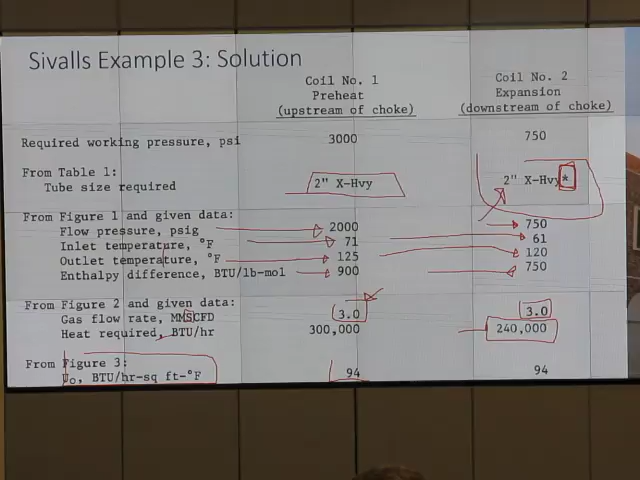 Sivalls Example 3: Solution
Coil No. 1 Coil No. 2
Preheat Expansion
(upstream of choke) (downstream of choke)
Required working pressure, psi 3000 750
From Table 1:
Tube size required 2" X-Hvy 2" X-Hvy*
From Figure 1 and given data:
Flow pressure, psig 2000 750
Inlet temperature, °F 71 61
Outlet temperature, °F 125 120
Enthalpy difference, BTU/lb-mol 900 750
From Figure 2 and given data:
Gas flow rate, MMSCFD 3.0 3.0
Heat required, BTU/hr 300,000 240,000
From Figure 3:
Uo, BTU/hr-sq ft-°F 94 94